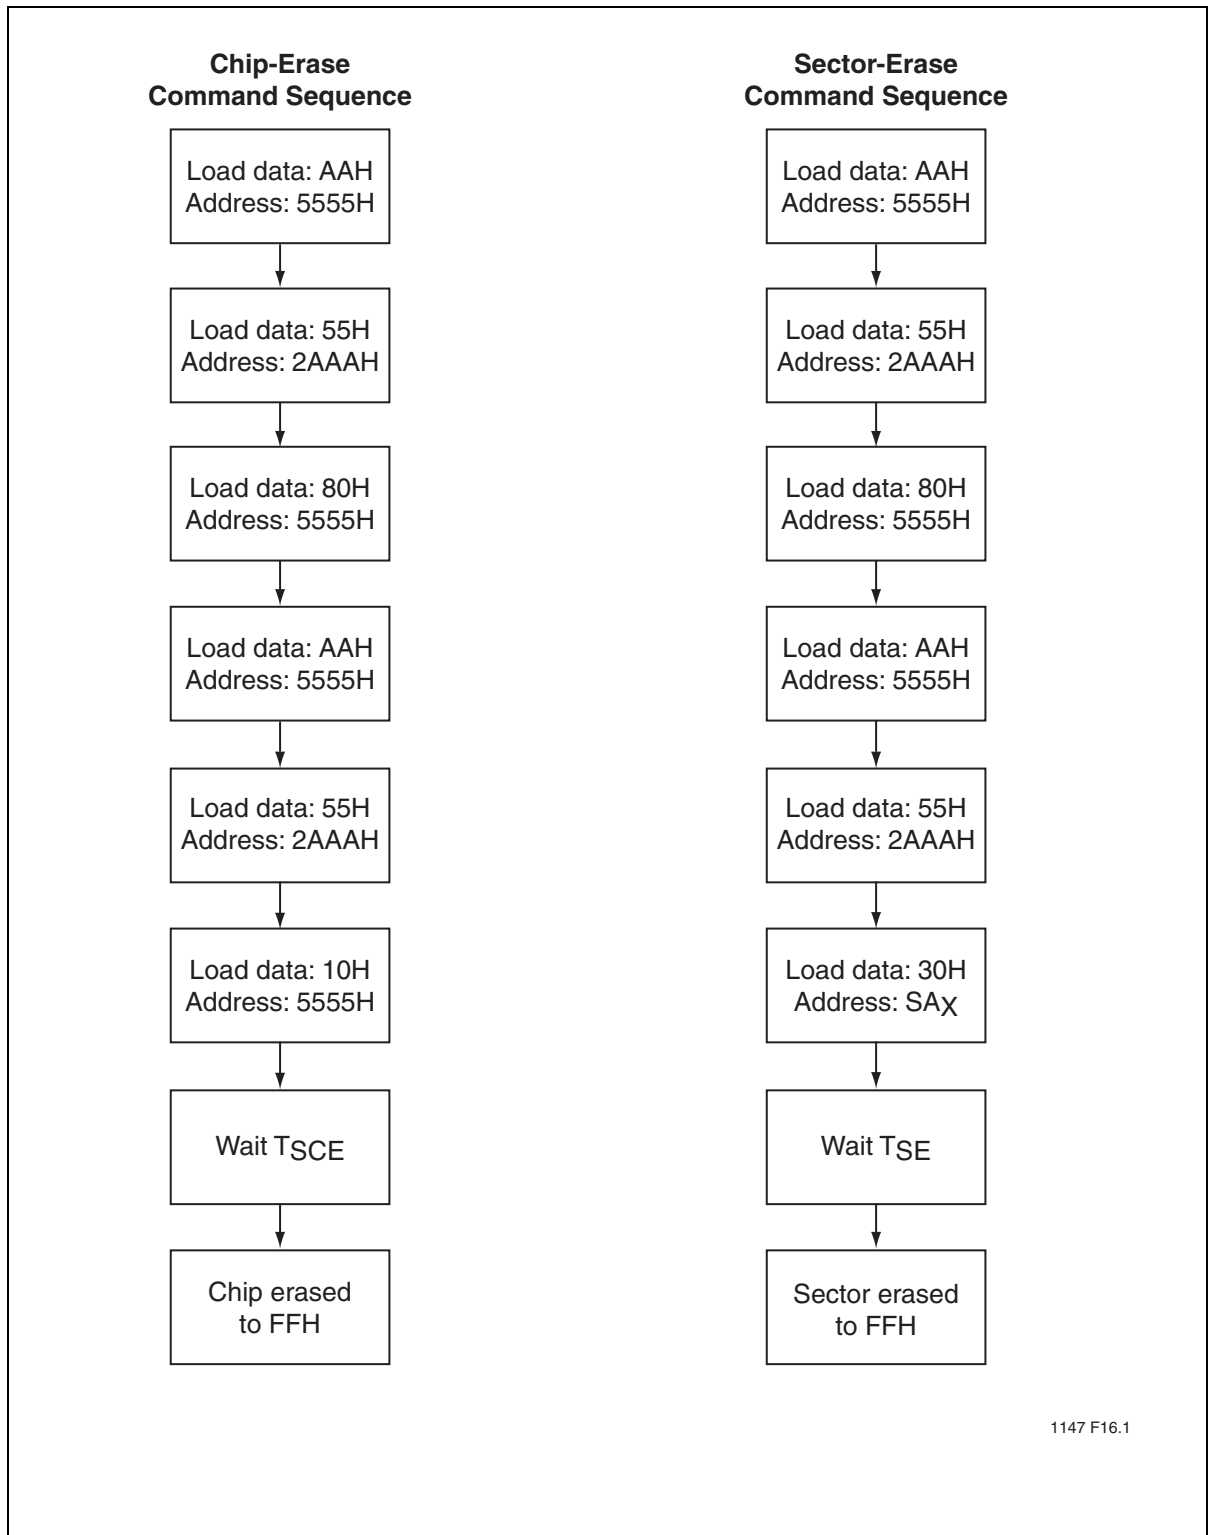 Chip-Erase
Command Sequence
Load data: AAH
Address: 5555H
Load data: 55H
Address: 2AAAH
Load data: 80H
Address: 5555H
Load data: AAH
Address: 5555H
Load data: 55H
Address: 2AAAH
Load data: 10H
Address: 5555H
Wait TSCE
Chip erased
to FFH
Sector-Erase
Command Sequence
Load data: AAH
Address: 5555H
Load data: 55H
Address: 2AAAH
Load data: 80H
Address: 5555H
Load data: AAH
Address: 5555H
Load data: 55H
Address: 2AAAH
Load data: 30H
Address: SAX
Wait TSE
Sector erased
to FFH
1147 F16.1